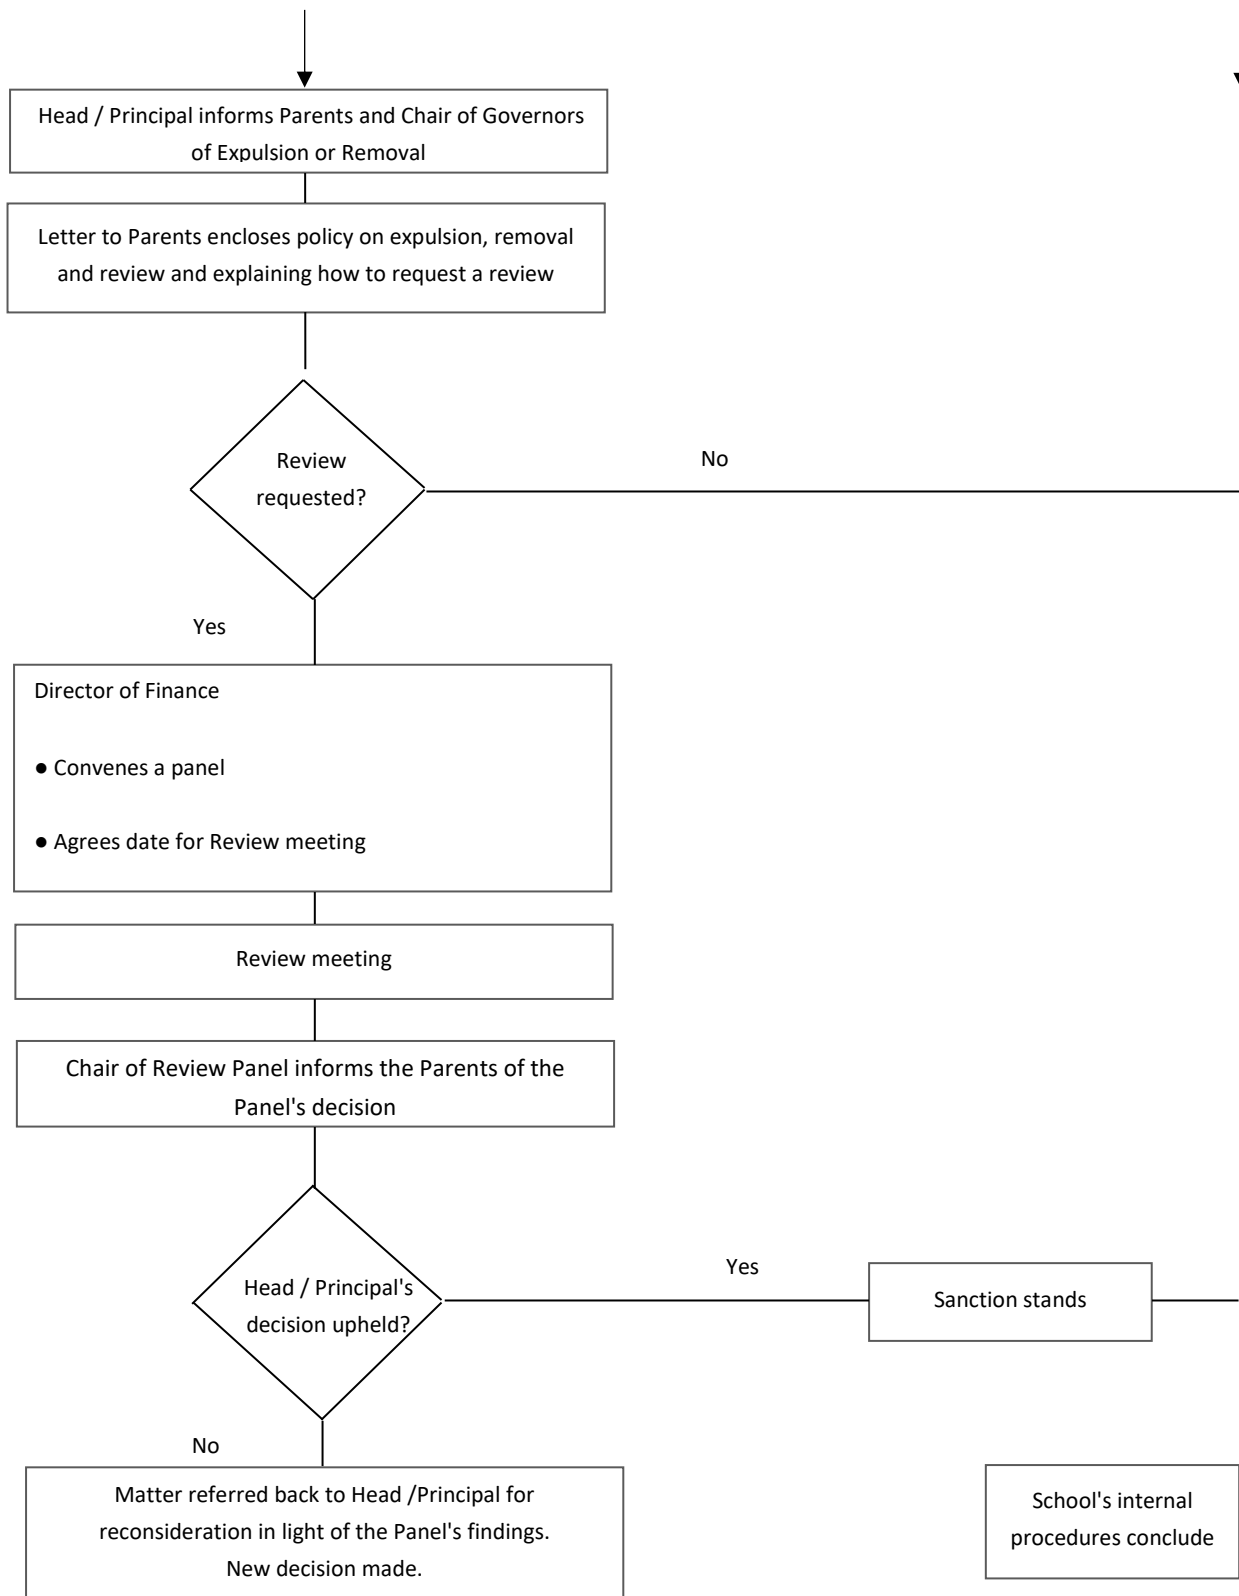 Head / Principal informs Parents and Chair of Governors
of Expulsion or Removal
Letter to Parents encloses policy on expulsion, removal
and review and explaining how to request a review
Review
requested?
No
Yes
Director of Finance
● Convenes a panel
● Agrees date for Review meeting
Review meeting
Chair of Review Panel informs the Parents of the
Panel's decision
Head / Principal's
decision upheld?
Yes
Sanction stands
No
Matter referred back to Head /Principal for
reconsideration in light of the Panel's findings.
New decision made.
School's internal
procedures conclude